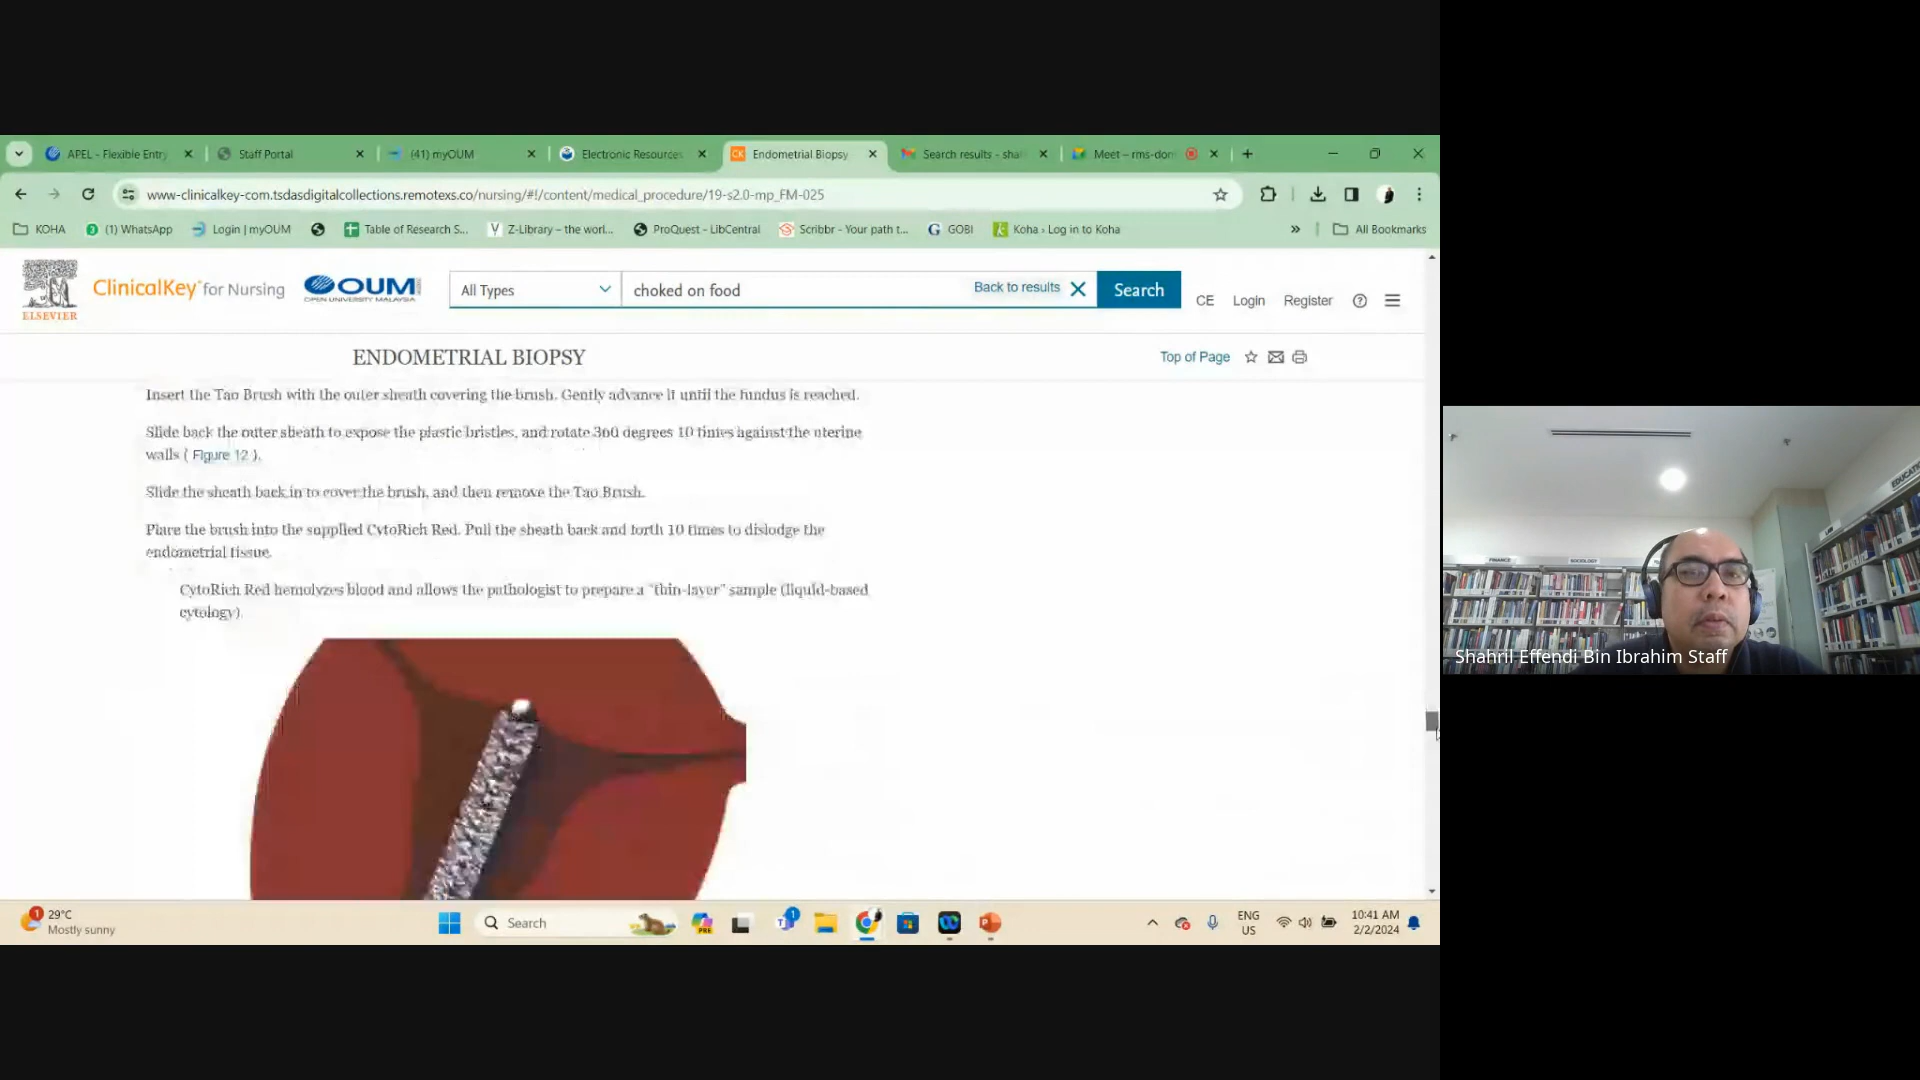 APEL - Flexible Entry
Staff Portal
(41) myOUM
Electronic Resources
Endometrial Biopsy
Search results - sha
Meet – rms-don
www-clinicalkey-com.tsdasdigitalcollections.remotexs.co/nursing/#!/content/medical_procedure/19-s2.0-mp_FM-025
KOHA
(1) WhatsApp
Login | myOUM
Table of Research S...
Z-Library – the worl...
ProQuest - LibCentral
Scribbr - Your path t...
GOBI
Koha › Log in to Koha
»
All Bookmarks
ELSEVIER
ClinicalKey® for Nursing
OUM
OPEN UNIVERSITY MALAYSIA
All Types
choked on food
Back to results
Search
CE
Login
Register
ENDOMETRIAL BIOPSY
Top of Page
Insert the Tao Brush with the outer sheath covering the brush. Gently advance it until the fundus is reached.
Slide back the outer sheath to expose the plastic bristles, and rotate 360 degrees 10 times against the uterine
walls ( Figure 12 ).
Slide the sheath back in to cover the brush, and then remove the Tao Brush.
Place the brush into the supplied CytoRich Red. Pull the sheath back and forth 10 times to dislodge the
endometrial tissue.
CytoRich Red hemolyzes blood and allows the pathologist to prepare a "thin-layer" sample (liquid-based
cytology).
FINANCE
SOCIOLOGY
LAW
Shahril Effendi Bin Ibrahim Staff
1
29°C
Mostly sunny
Search
PRE
1
ENG
US
10:41 AM
2/2/2024